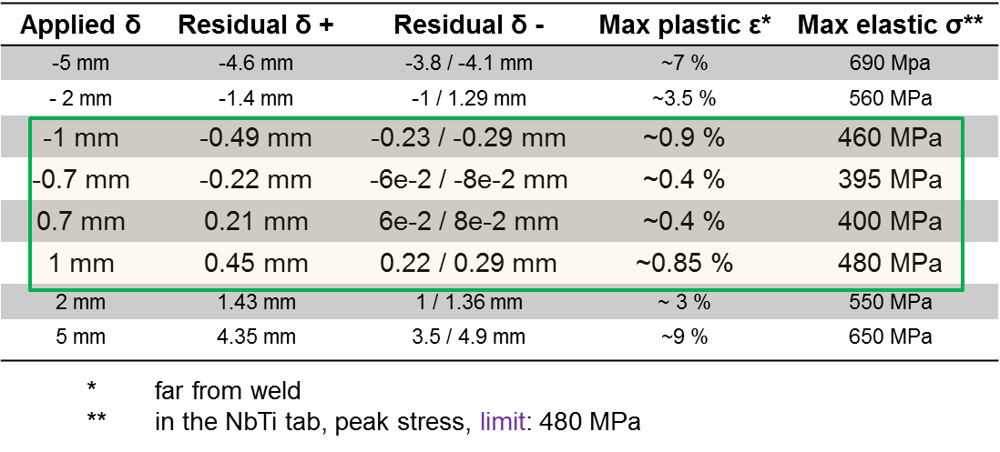 Applied δ Residual δ + Residual δ - Max plastic ε* Max elastic σ**
-5 mm -4.6 mm -3.8 / -4.1 mm ~7 % 690 Mpa
- 2 mm -1.4 mm -1 / 1.29 mm ~3.5 % 560 MPa
-1 mm -0.49 mm -0.23 / -0.29 mm ~0.9 % 460 MPa
-0.7 mm -0.22 mm -6e-2 / -8e-2 mm ~0.4 % 395 MPa
0.7 mm 0.21 mm 6e-2 / 8e-2 mm ~0.4 % 400 MPa
1 mm 0.45 mm 0.22 / 0.29 mm ~0.85 % 480 MPa
2 mm 1.43 mm 1 / 1.36 mm ~ 3 % 550 MPa
5 mm 4.35 mm 3.5 / 4.9 mm ~9 % 650 MPa
* far from weld
** in the NbTi tab, peak stress, limit: 480 MPa